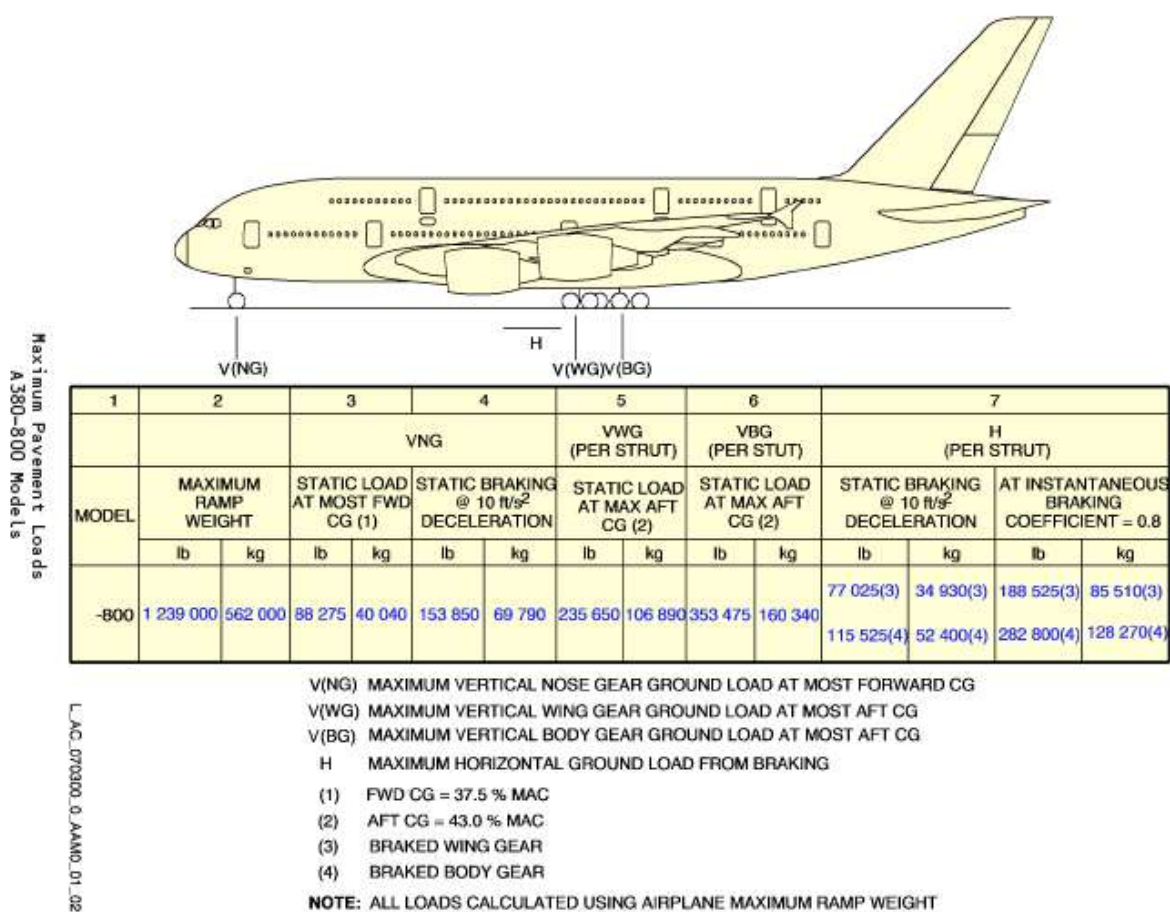 H
V(NG)
V(WG)V(BG)
Maximum Pavement Loads
A380-800 Models
1 2 3 4 5 6 7
VNG
VWG
(PER STRUT)
VBG
(PER STUT)
H
(PER STRUT)
MODEL
MAXIMUM
RAMP
WEIGHT
STATIC LOAD
AT MOST FWD
CG (1)
STATIC BRAKING
@ 10 ft/s2
DECELERATION
STATIC LOAD
AT MAX AFT
CG (2)
STATIC LOAD
AT MAX AFT
CG (2)
STATIC BRAKING
@ 10 ft/s2
DECELERATION
AT INSTANTANEOUS
BRAKING
COEFFICIENT = 0.8
lb kg lb kg lb kg lb kg lb kg lb kg lb kg
77 025(3) 34 930(3) 188 525(3) 85 510(3)
-800 1 239 000 562 000 88 275 40 040 153 850 69 790 235 650 106 890 353 475 160 340
115 525(4) 52 400(4) 282 800(4) 128 270(4)
V(NG) MAXIMUM VERTICAL NOSE GEAR GROUND LOAD AT MOST FORWARD CG
V(WG) MAXIMUM VERTICAL WING GEAR GROUND LOAD AT MOST AFT CG
V(BG) MAXIMUM VERTICAL BODY GEAR GROUND LOAD AT MOST AFT CG
H MAXIMUM HORIZONTAL GROUND LOAD FROM BRAKING
(1) FWD CG = 37.5 % MAC
(2) AFT CG = 43.0 % MAC
(3) BRAKED WING GEAR
(4) BRAKED BODY GEAR
NOTE: ALL LOADS CALCULATED USING AIRPLANE MAXIMUM RAMP WEIGHT
L_AC_070300_0_AAM0_01_02